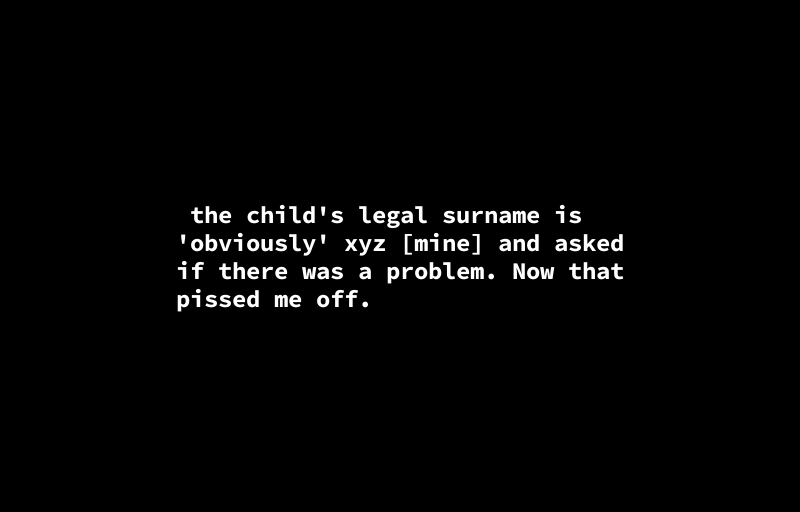 the child's legal surname is
'obviously' xyz [mine] and asked
if there was a problem. Now that
pissed me off.